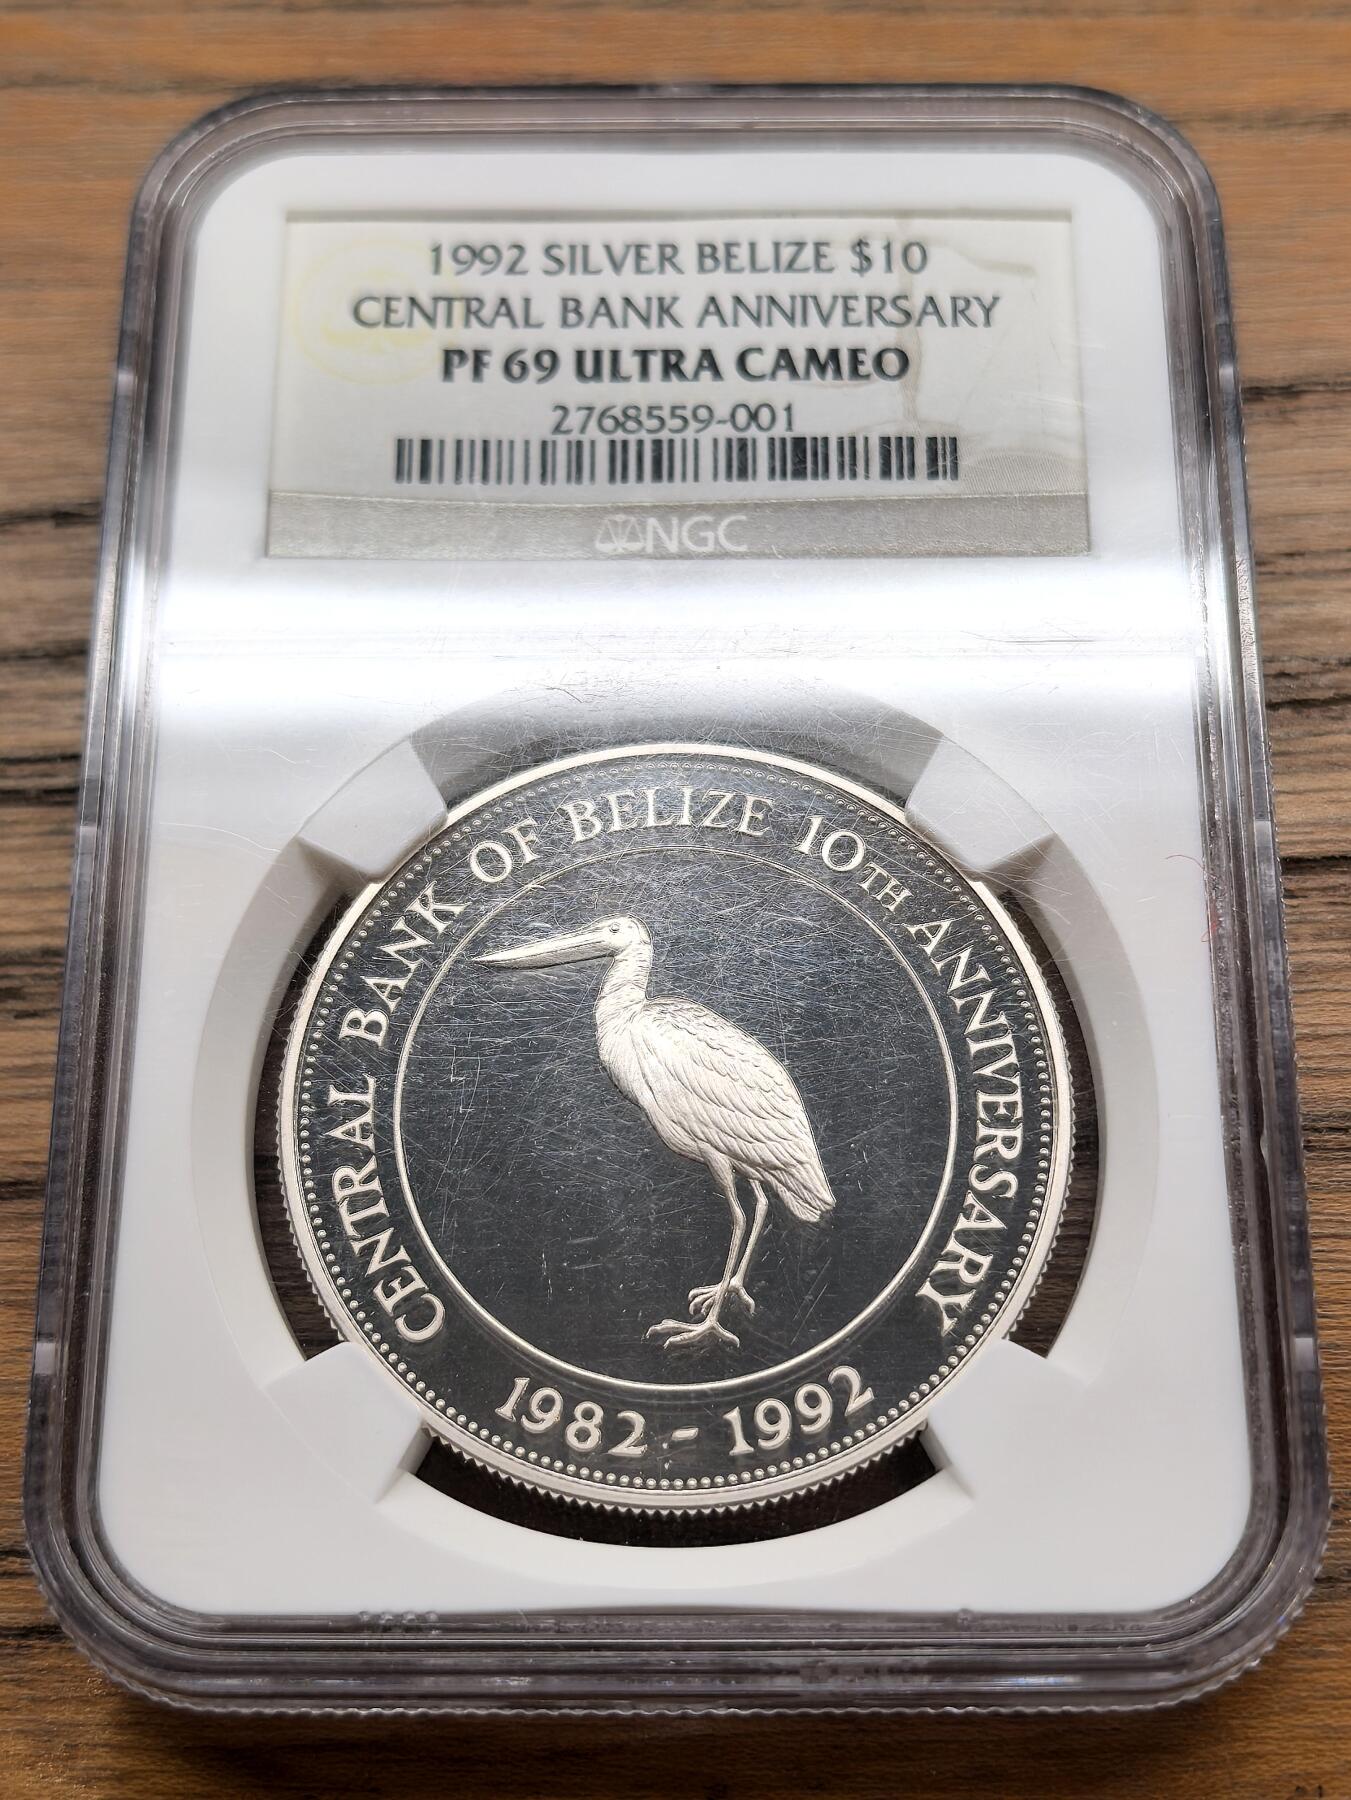 1992 SILVER BELIZE $10
CENTRAL BANK ANNIVERSARY
PF 69 ULTRA CAMEO
2768559-001
NGC
CENTRAL BANK OF BELIZE 10TH ANNIVERSARY
1982 - 1992